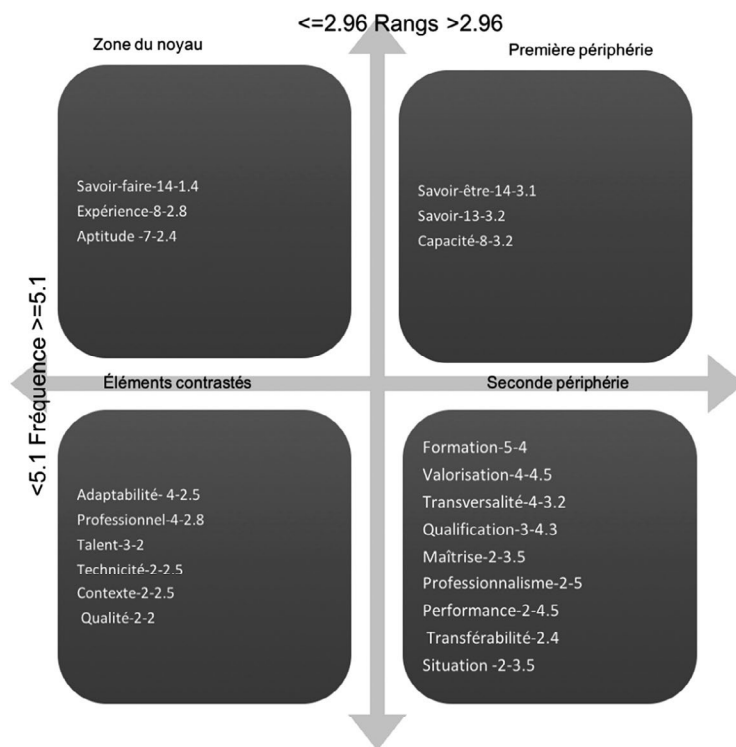 <=2.96 Rangs >2.96
Zone du noyau
Première périphérie
Savoir-faire-14-1.4
Expérience-8-2.8
Aptitude -7-2.4
Savoir-être-14-3.1
Savoir-13-3.2
Capacité-8-3.2
<5.1 Fréquence >=5.1
Éléments contrastés
Seconde périphérie
Adaptabilité- 4-2.5
Professionnel-4-2.8
Talent-3-2
Technicité-2-2.5
Contexte-2-2.5
Qualité-2-2
Formation-5-4
Valorisation-4-4.5
Transversalité-4-3.2
Qualification-3-4.3
Maîtrise-2-3.5
Professionnalisme-2-5
Performance-2-4.5
Transférabilité-2.4
Situation -2-3.5